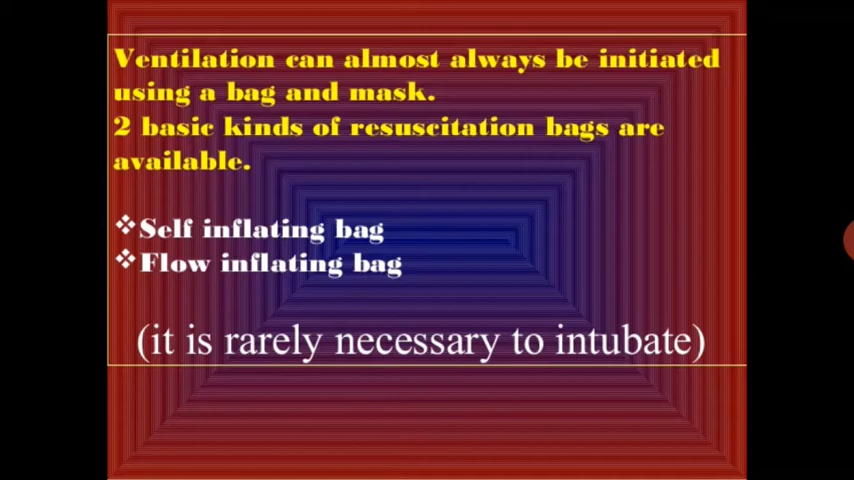 Ventilation can almost always be initiated
using a bag and mask.
2 basic kinds of resuscitation bags are
available.
❖Self inflating bag
❖Flow inflating bag
(it is rarely necessary to intubate)